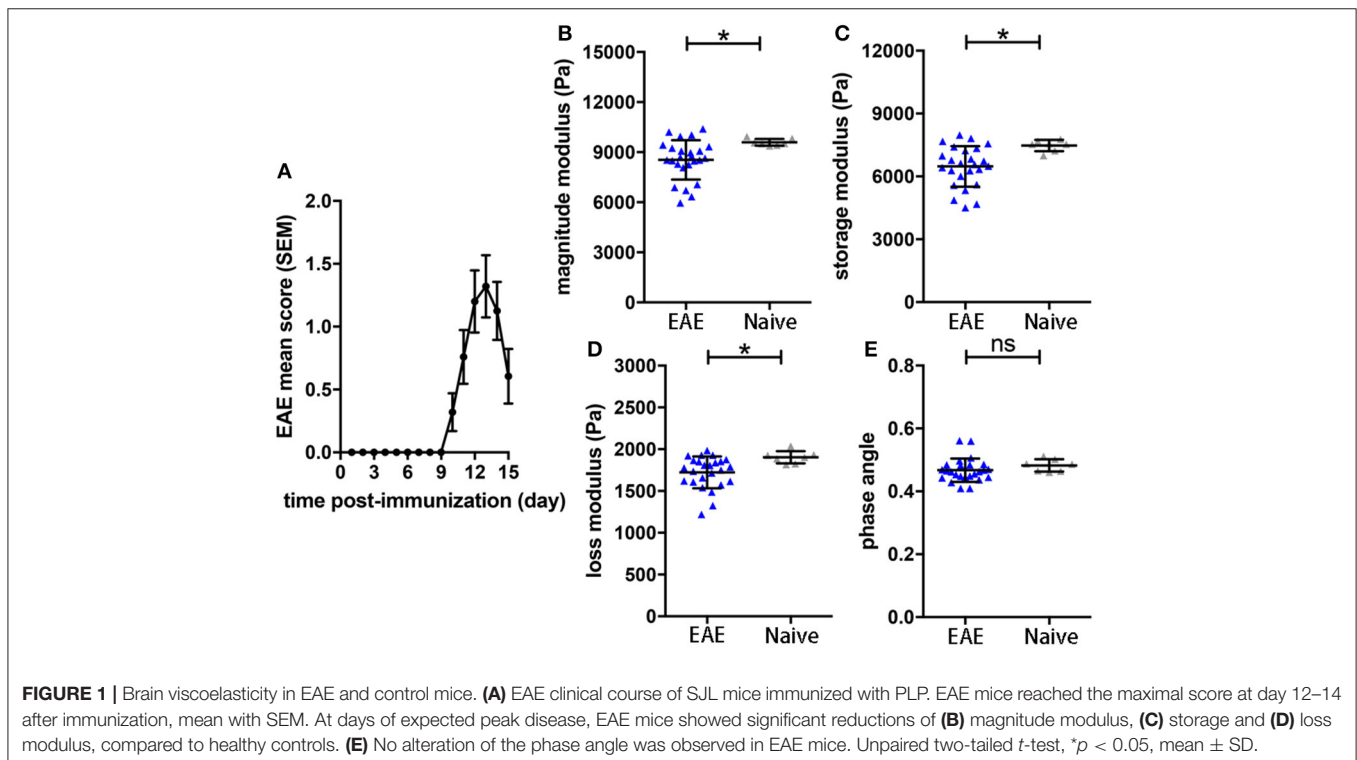 A
2.0
1.5
1.0
0.5
0.0
0 3 6 9 12 15
EAE mean score (SEM)
time post-immunization (day)
B
*
15000
12000
9000
6000
3000
0
magnitude modulus (Pa)
EAE Naive
C
*
12000
9000
6000
3000
0
storage modulus (Pa)
EAE Naive
D
*
3000
2500
2000
1500
1000
500
0
loss modulus (Pa)
EAE Naive
E
ns
0.8
0.6
0.4
0.2
0.0
phase angle
EAE Naive
FIGURE 1 | Brain viscoelasticity in EAE and control mice. (A) EAE clinical course of SJL mice immunized with PLP. EAE mice reached the maximal score at day 12–14
after immunization, mean with SEM. At days of expected peak disease, EAE mice showed significant reductions of (B) magnitude modulus, (C) storage and (D) loss
modulus, compared to healthy controls. (E) No alteration of the phase angle was observed in EAE mice. Unpaired two-tailed t-test, *p < 0.05, mean ± SD.